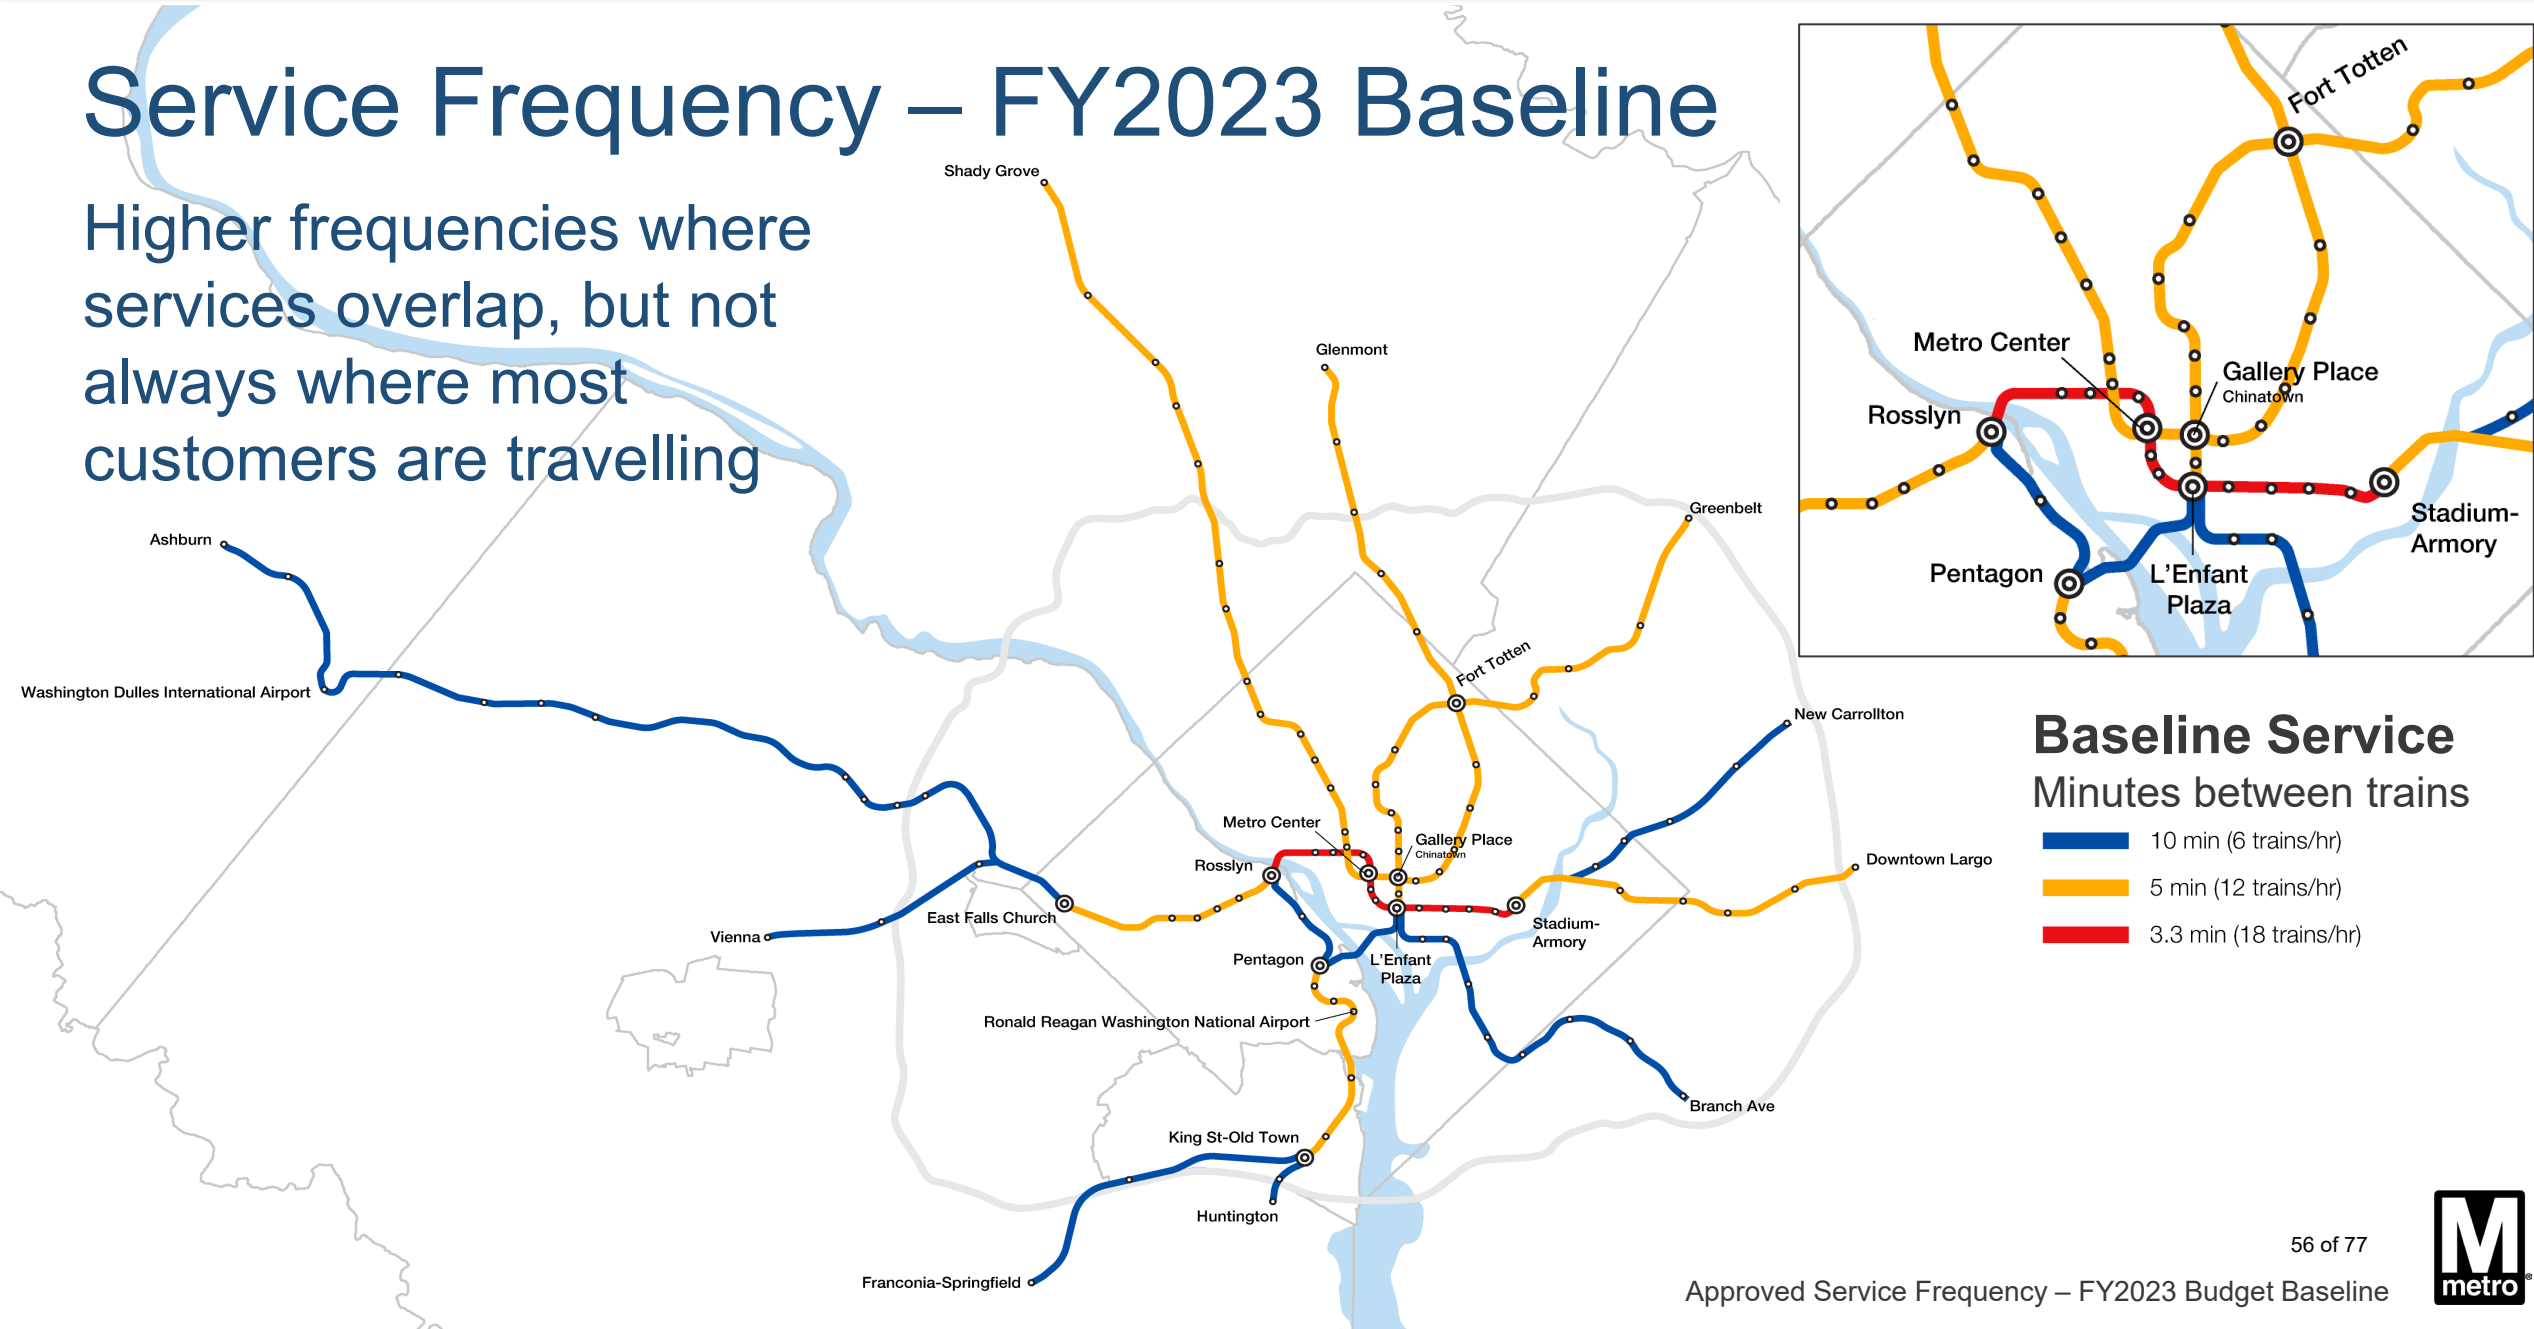 Service Frequency – FY2023 Baseline
Higher frequencies where
services overlap, but not
always where most
customers are travelling
Shady Grove
Glenmont
Greenbelt
Ashburn
Washington Dulles International Airport
Fort Totten
New Carrollton
Metro Center
Gallery Place
Chinatown
Rosslyn
Downtown Largo
East Falls Church
Vienna
Stadium-
Armory
Pentagon
L'Enfant
Plaza
Ronald Reagan Washington National Airport
Branch Ave
King St-Old Town
Huntington
Franconia-Springfield
Fort Totten
Metro Center
Gallery Place
Chinatown
Rosslyn
Stadium-
Armory
Pentagon
L'Enfant
Plaza
Baseline Service
Minutes between trains
10 min (6 trains/hr)
5 min (12 trains/hr)
3.3 min (18 trains/hr)
56 of 77
Approved Service Frequency – FY2023 Budget Baseline
M
metro®